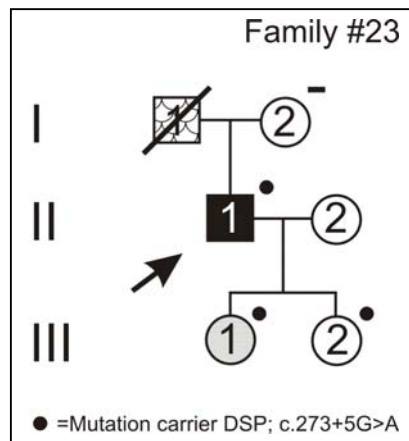 Family #23
I 1 2 -
II 1 2
III 1 2
● =Mutation carrier DSP; c.273+5G>A